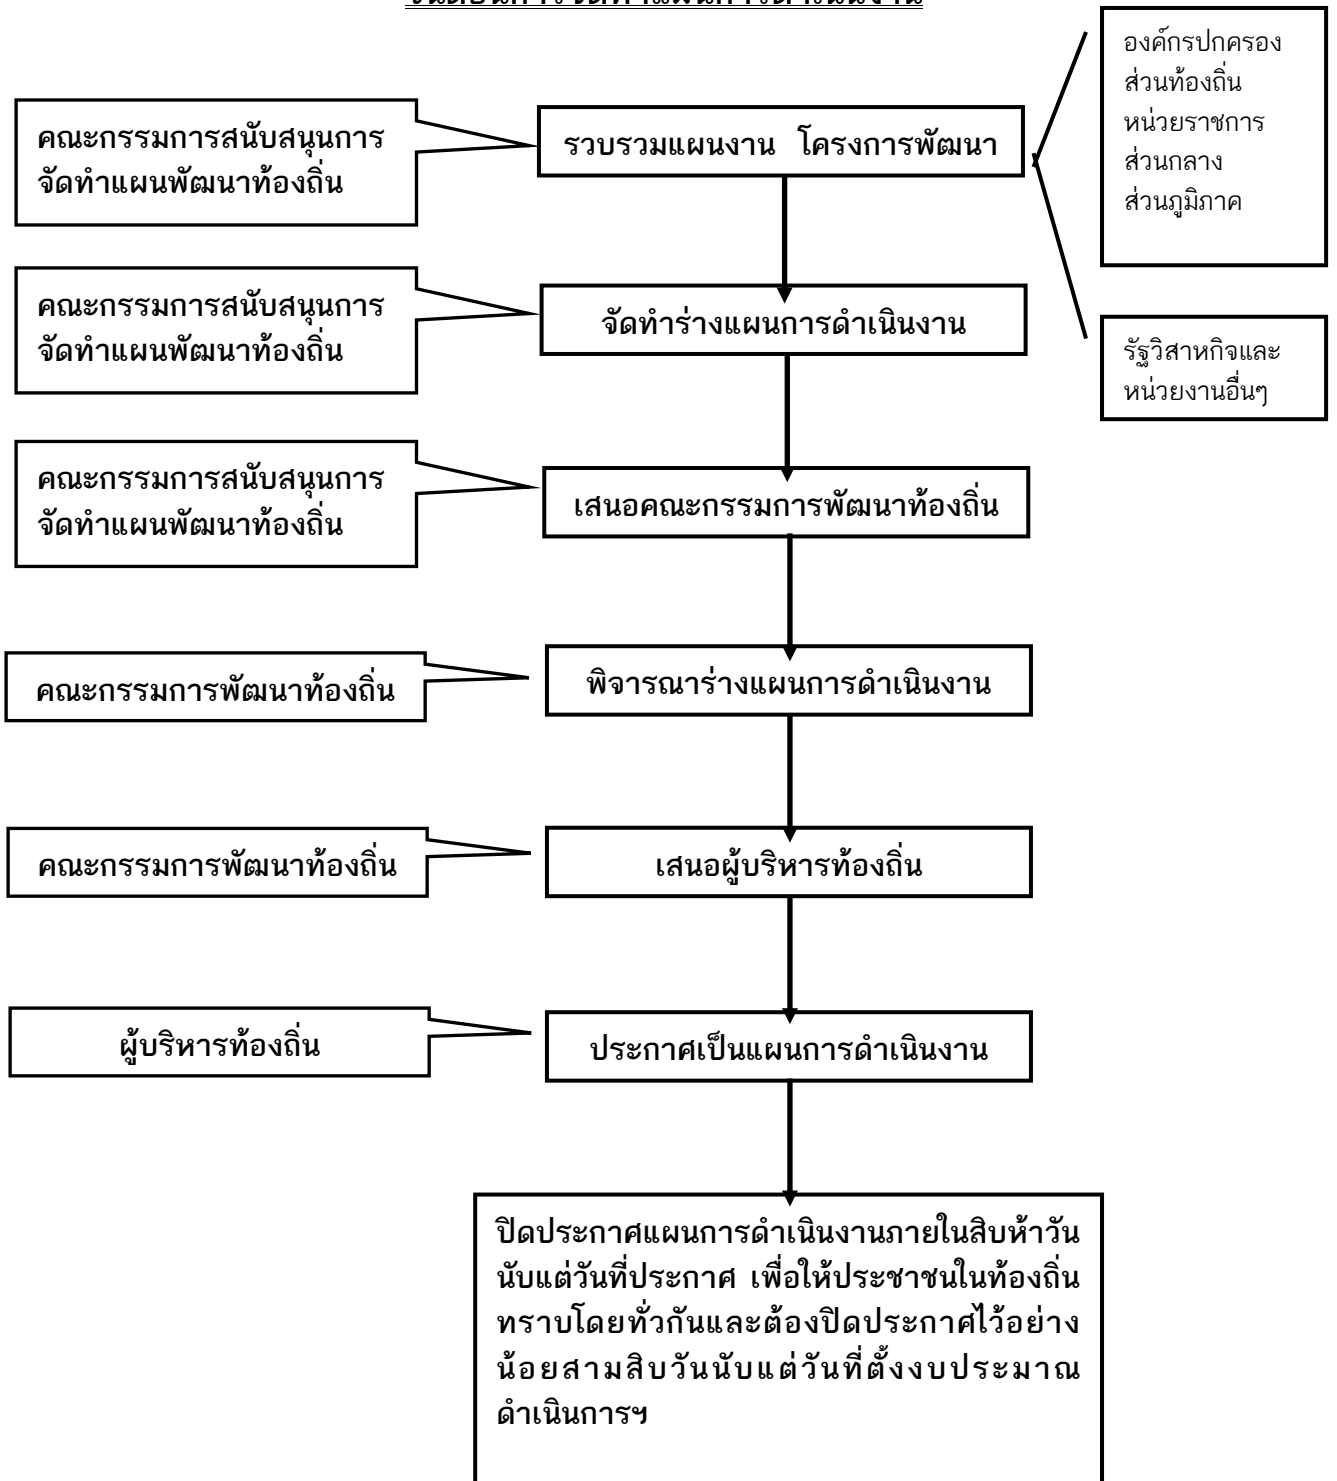 องค์กรปกครอง
ส่วนท้องถิ่น
หน่วยราชการ
ส่วนกลาง
ส่วนภูมิภาค
คณะกรรมการสนับสนุนการ
จัดทำแผนพัฒนาท้องถิ่น
รวบรวมแผนงาน โครงการพัฒนา
คณะกรรมการสนับสนุนการ
จัดทำแผนพัฒนาท้องถิ่น
จัดทำร่างแผนการดำเนินงาน
รัฐวิสาหกิจและ
หน่วยงานอื่นๆ
คณะกรรมการสนับสนุนการ
จัดทำแผนพัฒนาท้องถิ่น
เสนอคณะกรรมการพัฒนาท้องถิ่น
คณะกรรมการพัฒนาท้องถิ่น
พิจารณาร่างแผนการดำเนินงาน
คณะกรรมการพัฒนาท้องถิ่น
เสนอผู้บริหารท้องถิ่น
ผู้บริหารท้องถิ่น
ประกาศเป็นแผนการดำเนินงาน
ปิดประกาศแผนการดำเนินงานภายในสิบห้าวัน
นับแต่วันที่ประกาศ เพื่อให้ประชาชนในท้องถิ่น
ทราบโดยทั่วกันและต้องปิดประกาศไว้อย่าง
น้อยสามสิบวันนับแต่วันที่ตั้งงบประมาณ
ดำเนินการฯ